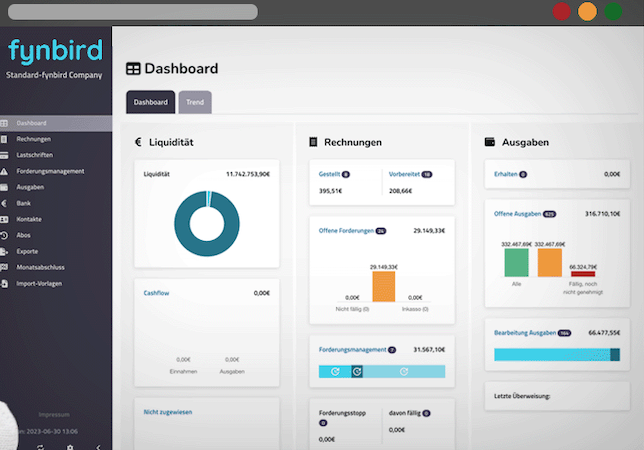 fynbird
Standard-fynbird Company
Dashboard
Rechnungen
Lastschriften
Forderungsmanagement
Ausgaben
Bank
Kontakte
Abos
Exporte
Monatsabschluss
Import-Vorlagen
Impressum
2023-06-30 13:06
Dashboard
Dashboard
Trend
€ Liquidität
Liquidität
11.742.753,90€
Cashflow
0,00€
0,00€
0,00€
Einnahmen
Ausgaben
Nicht zugewiesen
Rechnungen
Gestellt
Vorbereitet 18
395,51€
208,66€
Offene Forderungen 26
29.149,33€
29.149,33€
0,00€
0,00€
Nicht fällig (0)
Inkasso (0)
Forderungsmanagement 7
31.567,10€
Forderungsstopp
0
0,00€
davon fällig 0
0,00€
Ausgaben
Erhalten 0
0,00€
Offene Ausgaben 625
316.710,10€
332.467,69€
332.467,69€
66.324,79€
Alle
Fällig, noch
nicht genehmigt
Bearbeitung Ausgaben 164
66.477,55€
Letzte Überweisung: